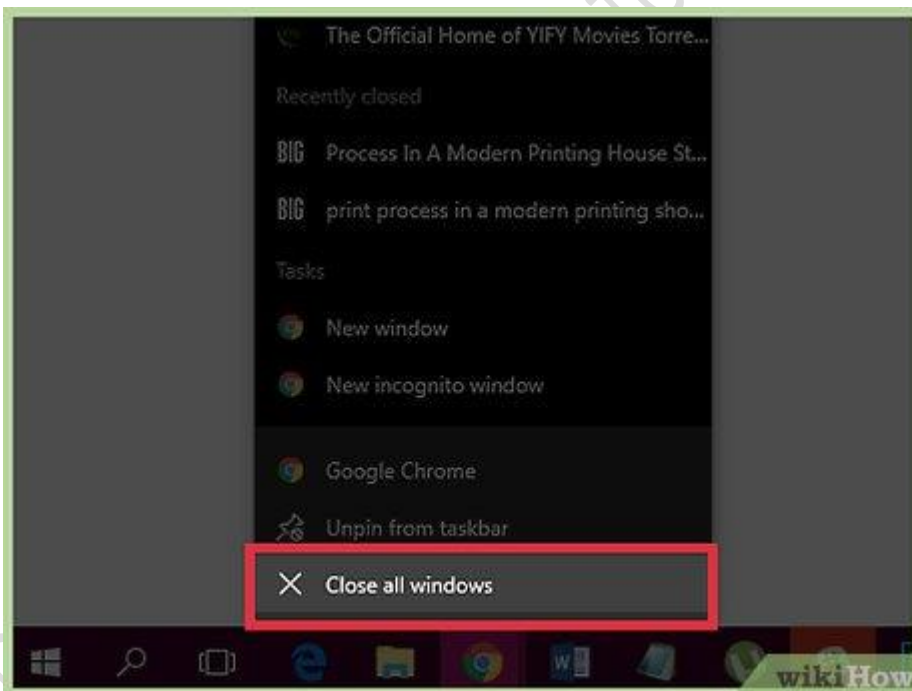 The Official Home of YIFY Movies Torre...
Recently closed
BIG Process In A Modern Printing House St...
BIG print process in a modern printing sho...
Tasks
New window
New incognito window
Google Chrome
Unpin from taskbar
Close all windows
W
wikiHow